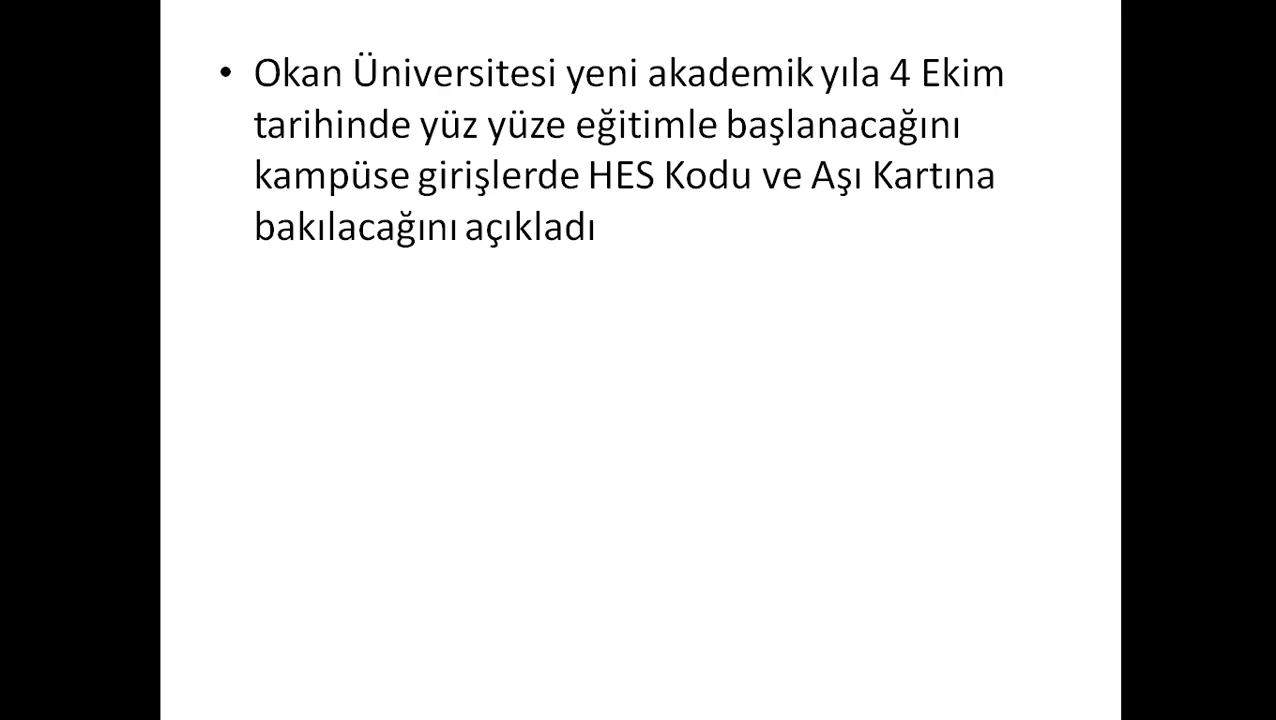 • Okan Üniversitesi yeni akademik yıla 4 Ekim
tarihinde yüz yüze eğitimle başlanacağını
kampüse girişlerde HES Kodu ve Aşı Kartına
bakılacağını açıkladı